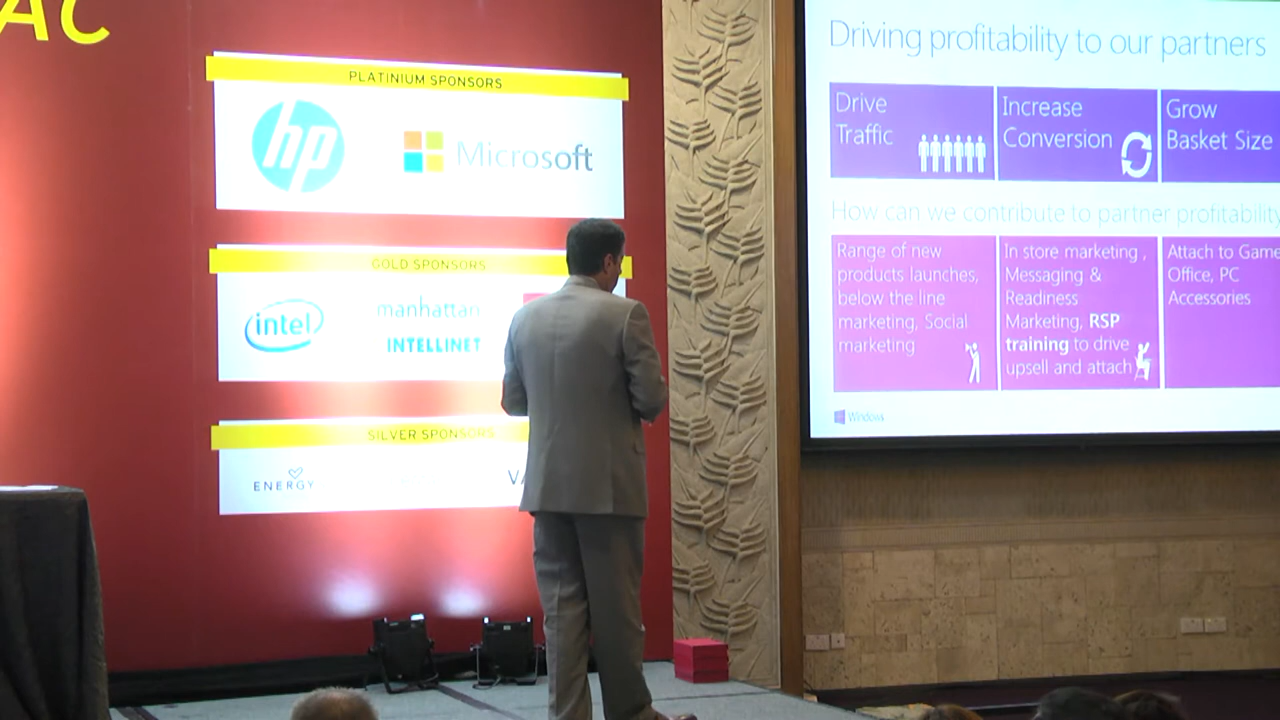 AC
PLATINIUM SPONSORS
hp
Microsoft
GOLD SPONSORS
intel
manhattan
INTELLINET
SILVER SPONSORS
ENERGY
Driving profitability to our partners
Drive
Traffic
Increase
Conversion
Grow
Basket Size
How can we contribute to partner profitability
Range of new
products launches,
below the line
marketing, Social
marketing
In store marketing ,
Messaging &
Readiness
Marketing, RSP
training to drive
upsell and attach
Attach to Game
Office, PC
Accessories
Windows